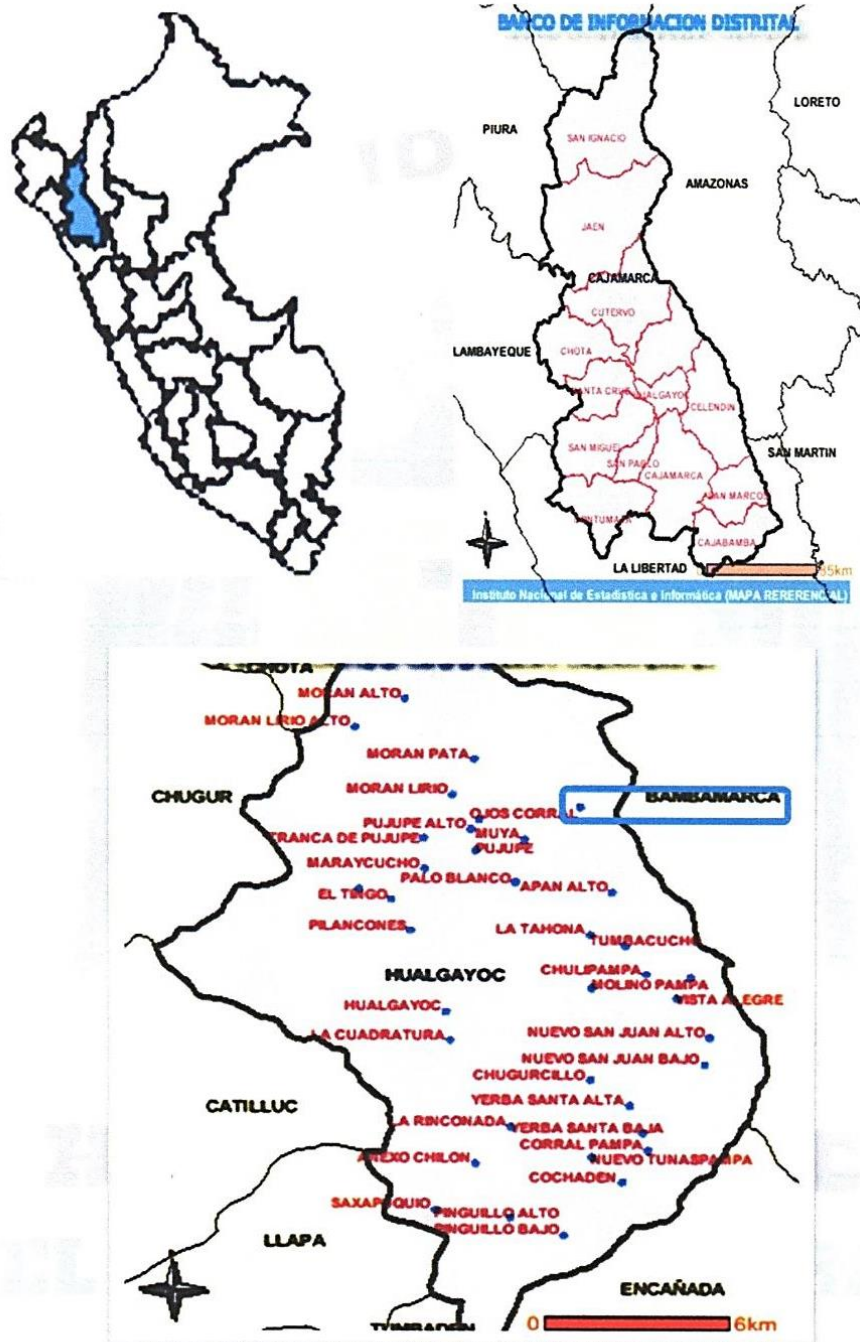 BANCO DE INFORMACION DISTRITAL
LORETO
PIURA
SAN IGNACIO
AMAZONAS
JAEN
CAJAMARCA
CUTERVO
LAMBAYEQUE
CHOTA
SANTA CRUZ
HUALGAYO
CELENDIN
SAN MIGUEL
SAN MARTIN
SAN PABLO
CAJAMARCA
SAN MARCOS
CONTUMAZA
CAJABAMBA
LA LIBERTAD
0 35km
Instituto Nacional de Estadística e Informática (MAPA RERERENCIAL)
CHOTA
MORAN ALTO
MORAN LIRIO ALTO
MORAN PATA
CHUGUR
MORAN LIRIO
BAMBAMARCA
OJOS CORRAL
PUJUPE ALTO
TRANCA DE PUJUPE
MUYA
PUJUPE
MARAYCUCHO
PALO BLANCO
APAN ALTO
EL TINGO
PILANCONES
LA TAHONA
TUMBACUCHO
HUALGAYOC
CHULIPAMPA
MOLINO PAMPA
VISTA ALEGRE
HUALGAYOC
LA CUADRATURA
NUEVO SAN JUAN ALTO
NUEVO SAN JUAN BAJO
CHUGURCILLO
CATILLUC
YERBA SANTA ALTA
LA RINCONADA
YERBA SANTA BAJA
CORRAL PAMPA
ANEXO CHILON
NUEVO TUNASPAMPA
COCHADEN
SAXAPUQUIO
PINGUILLO ALTO
PINGUILLO BAJO
LLAPA
ENCAÑADA
TUMBADEN
0 6km